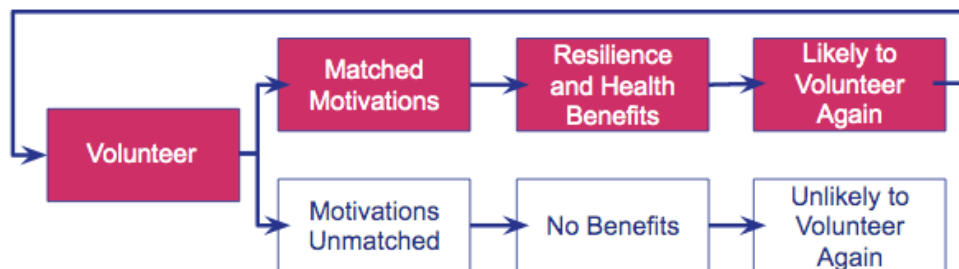 Matched
Motivations
Resilience
and Health
Benefits
Likely to
Volunteer
Again
Volunteer
Motivations
Unmatched
No Benefits
Unlikely to
Volunteer
Again